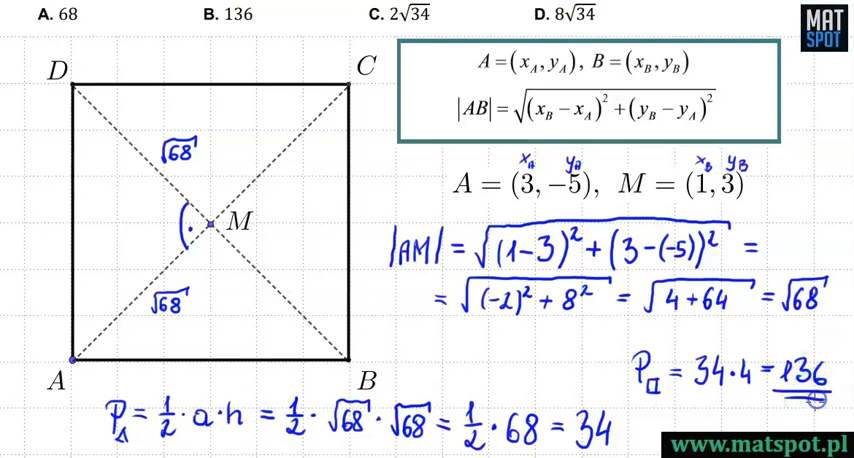 A. 68 B. 136 C. 2√34 D. 8√34
MAT
SPOT
D C
A = (x_A, y_A), B = (x_B, y_B)
|AB| = √((x_B − x_A)² + (y_B − y_A)²)
√68
x_A y_A x_B y_B
A = (3, −5), M = (1, 3)
M
|AM| = √((1−3)² + (3−(−5))²) =
= √((−2)² + 8²) = √(4 + 64) = √68
√68
A B
P□ = 34·4 = 136
P△ = 1/2 · a · h = 1/2 · √68 · √68 = 1/2 · 68 = 34
www.matspot.pl